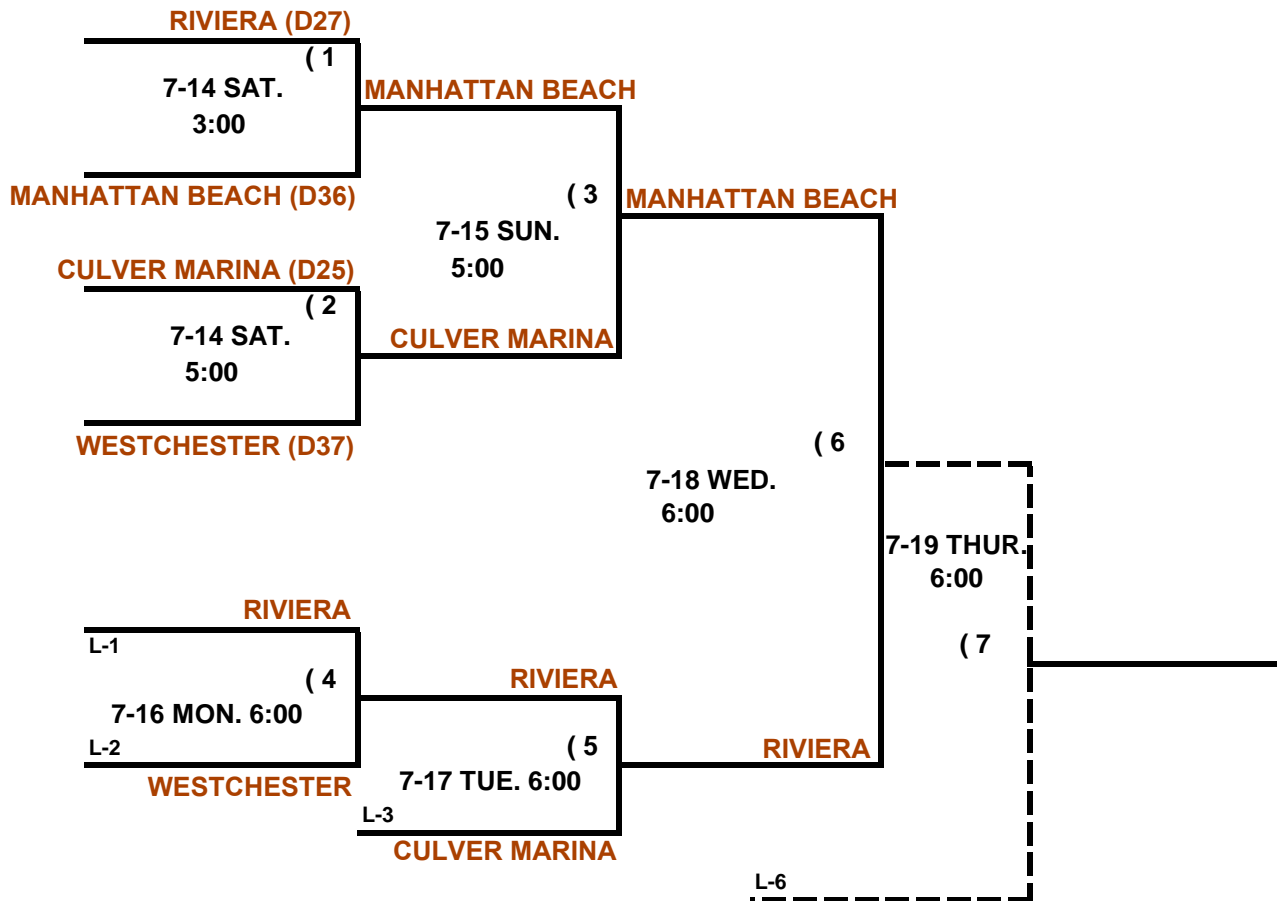 RIVIERA (D27)
( 1
7-14 SAT.
3:00
MANHATTAN BEACH
MANHATTAN BEACH (D36)
( 3
MANHATTAN BEACH
7-15 SUN.
5:00
CULVER MARINA (D25)
( 2
7-14 SAT.
5:00
CULVER MARINA
WESTCHESTER (D37)
( 6
7-18 WED.
6:00
7-19 THUR.
6:00
( 7
RIVIERA
L-1
( 4
RIVIERA
7-16 MON. 6:00
L-2
WESTCHESTER
( 5
RIVIERA
7-17 TUE. 6:00
L-3
CULVER MARINA
L-6